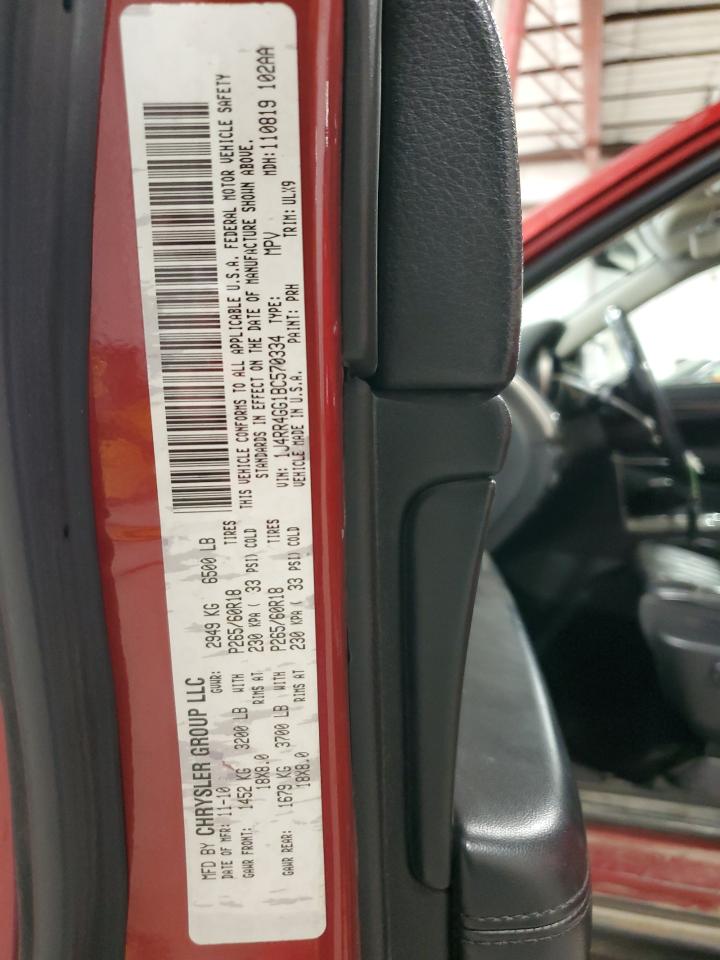 MFD BY CHRYSLER GROUP LLC
DATE OF MFR: 11-10 GVWR: 2949 KG 6500 LB
GAWR FRONT: 1452 KG 3200 LB WITH P265/60R18 TIRES
18X8.0 RIMS AT 230 KPA ( 33 PSI) COLD
GAWR REAR: 1679 KG 3700 LB WITH P265/60R18 TIRES
18X8.0 RIMS AT 230 KPA ( 33 PSI) COLD
THIS VEHICLE CONFORMS TO ALL APPLICABLE U.S.A. FEDERAL MOTOR VEHICLE SAFETY
STANDARDS IN EFFECT ON THE DATE OF MANUFACTURE SHOWN ABOVE.
VIN: 1J4RR4GG1BC570334 TYPE: MPV MDH:110819 102AA
VEHICLE MADE IN U.S.A. PAINT: PRH TRIM: ULX9